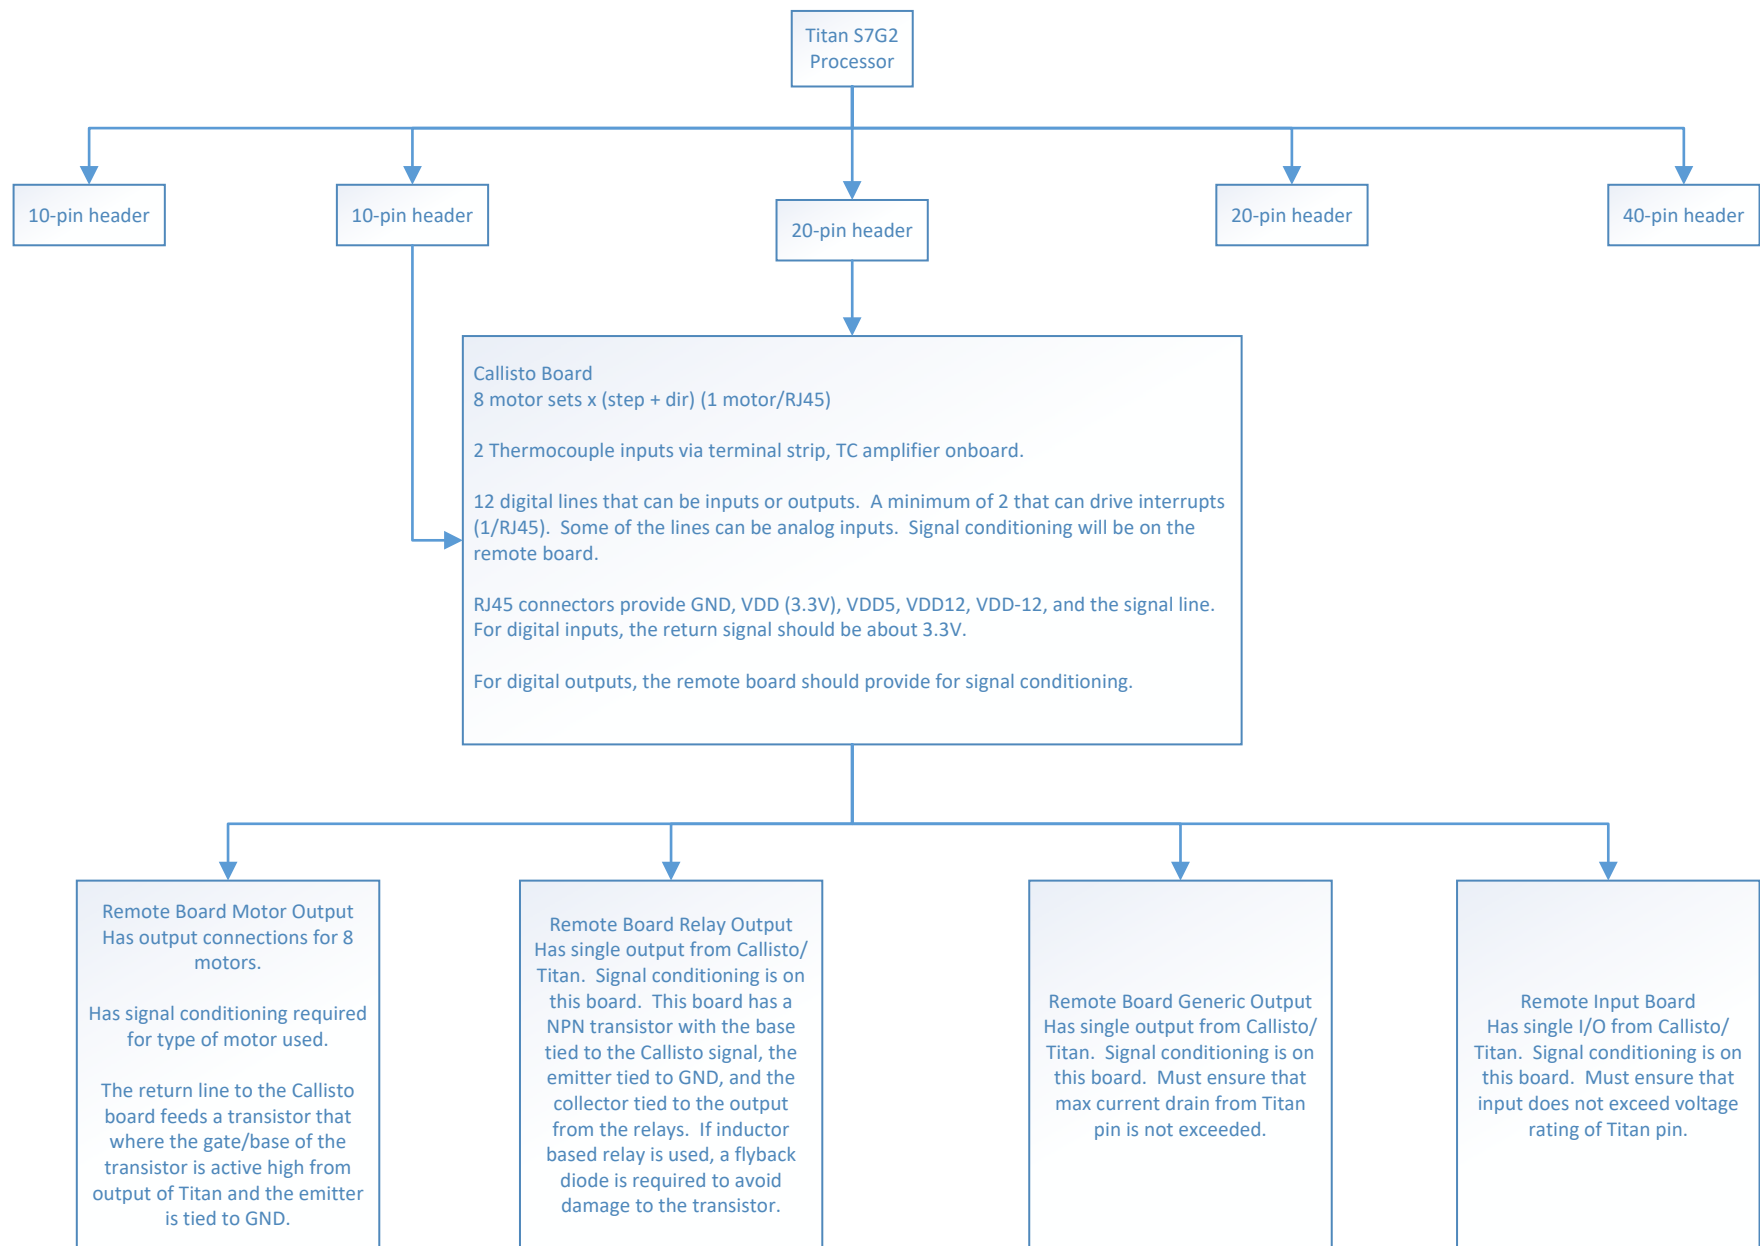 Titan S7G2
Processor
10-pin header
10-pin header
20-pin header
20-pin header
40-pin header
Callisto Board
8 motor sets x (step + dir) (1 motor/RJ45)
2 Thermocouple inputs via terminal strip, TC amplifier onboard.
12 digital lines that can be inputs or outputs.  A minimum of 2 that can drive interrupts
(1/RJ45).  Some of the lines can be analog inputs.  Signal conditioning will be on the
remote board.
RJ45 connectors provide GND, VDD (3.3V), VDD5, VDD12, VDD-12, and the signal line.
For digital inputs, the return signal should be about 3.3V.
For digital outputs, the remote board should provide for signal conditioning.
Remote Board Motor Output
Has output connections for 8
motors.
Has signal conditioning required
for type of motor used.
The return line to the Callisto
board feeds a transistor that
where the gate/base of the
transistor is active high from
output of Titan and the emitter
is tied to GND.
Remote Board Relay Output
Has single output from Callisto/
Titan.  Signal conditioning is on
this board.  This board has a
NPN transistor with the base
tied to the Callisto signal, the
emitter tied to GND, and the
collector tied to the output
from the relays.  If inductor
based relay is used, a flyback
diode is required to avoid
damage to the transistor.
Remote Board Generic Output
Has single output from Callisto/
Titan.  Signal conditioning is on
this board.  Must ensure that
max current drain from Titan
pin is not exceeded.
Remote Input Board
Has single I/O from Callisto/
Titan.  Signal conditioning is on
this board.  Must ensure that
input does not exceed voltage
rating of Titan pin.